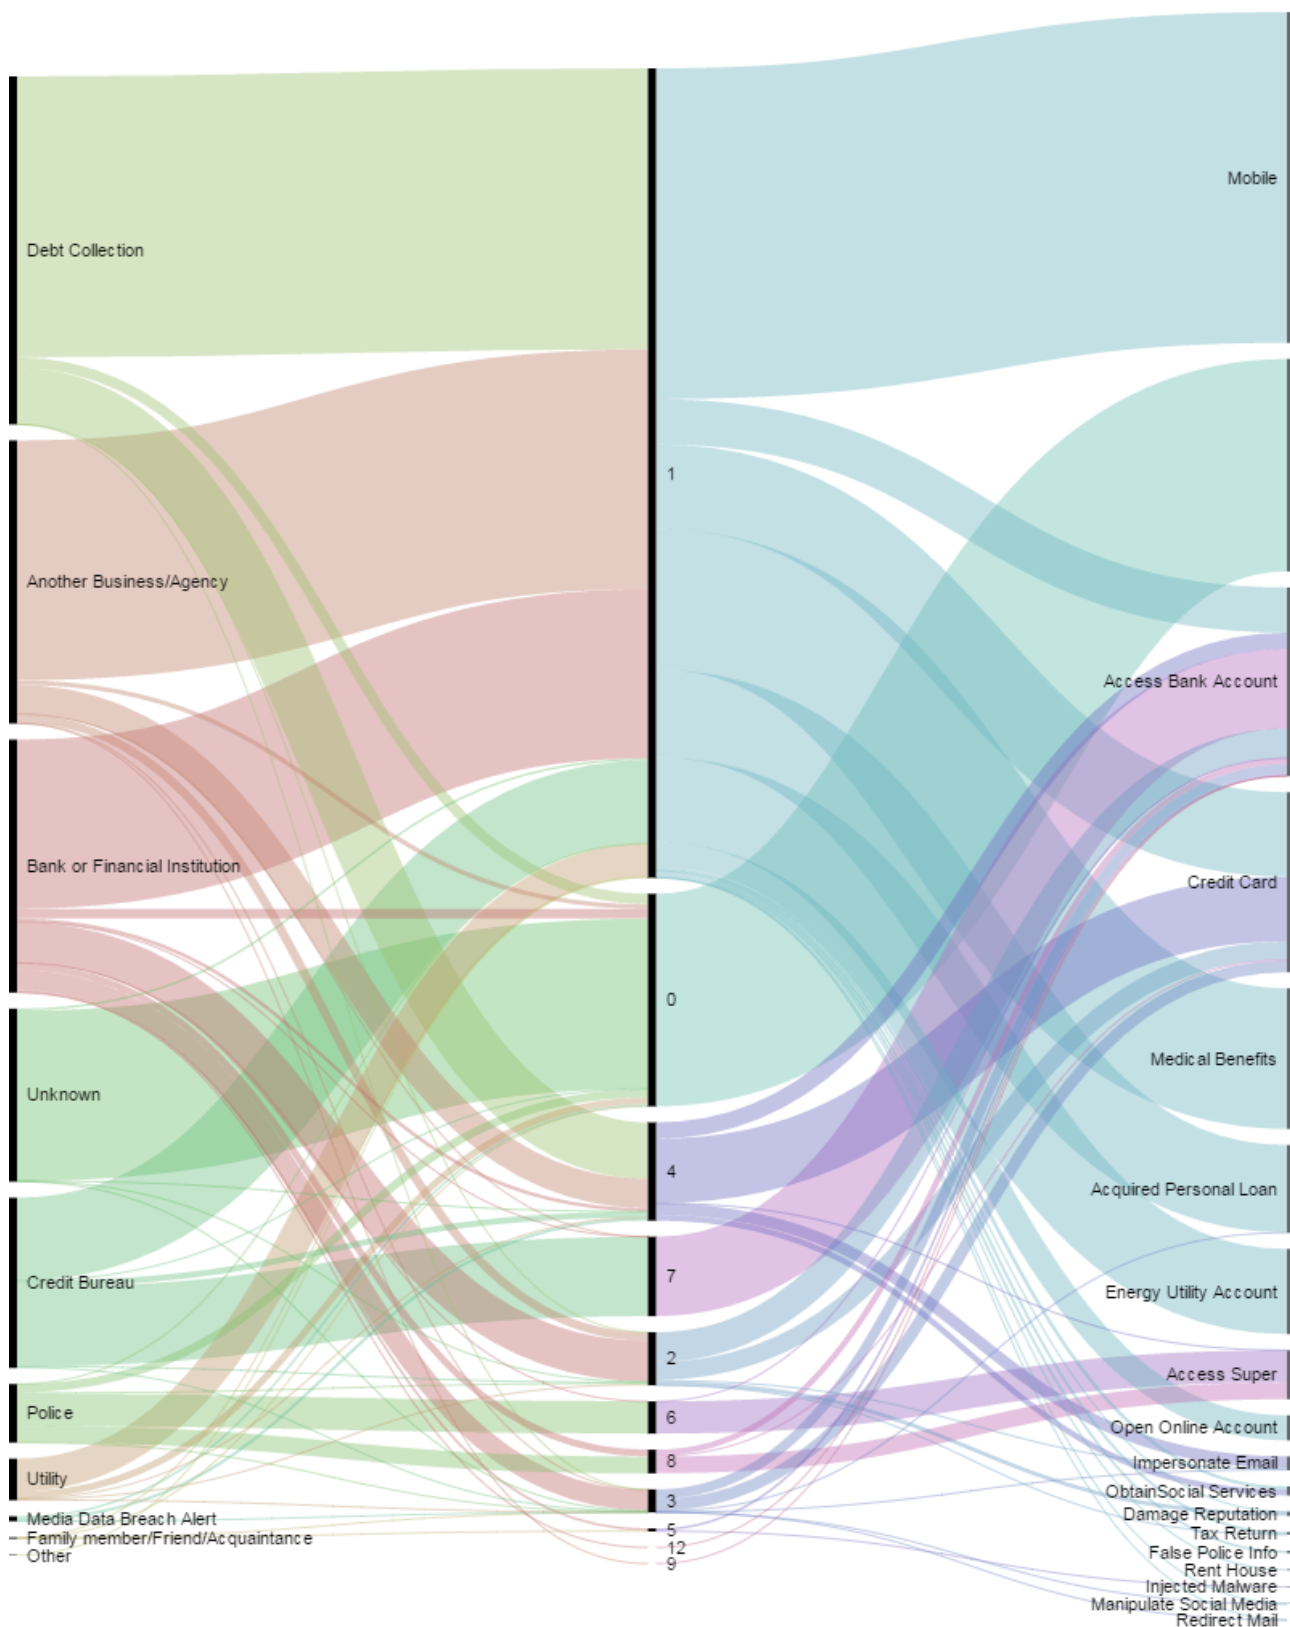 Debt Collection
Another Business/Agency
Bank or Financial Institution
Unknown
Credit Bureau
Police
Utility
Media Data Breach Alert
Family member/Friend/Acquaintance
Other
1
0
4
7
2
6
8
3
5
12
9
Mobile
Access Bank Account
Credit Card
Medical Benefits
Acquired Personal Loan
Energy Utility Account
Access Super
Open Online Account
Impersonate Email
ObtainSocial Services
Damage Reputation
Tax Return
False Police Info
Rent House
Injected Malware
Manipulate Social Media
Redirect Mail